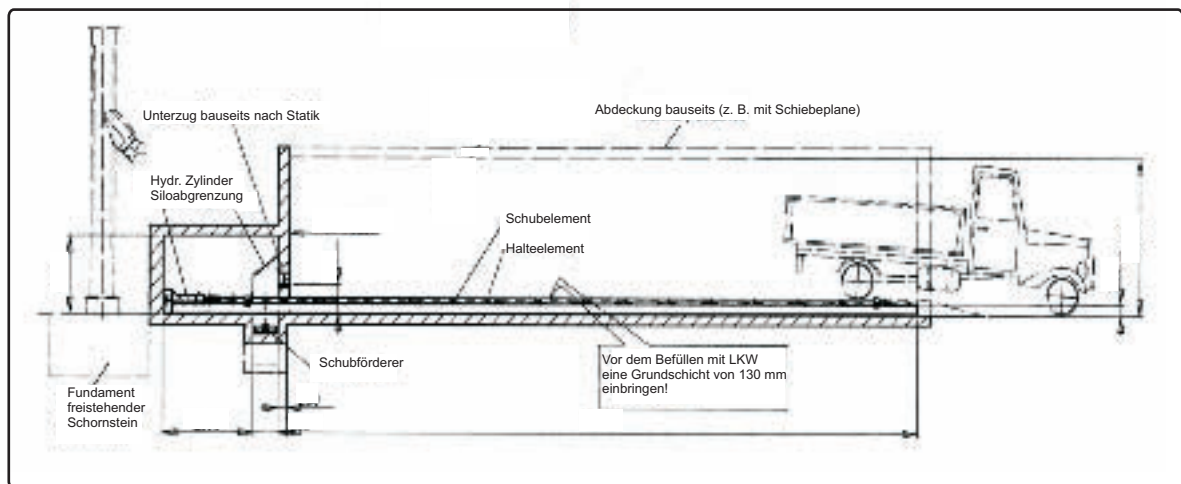 Unterzug bauseits nach Statik
Abdeckung bauseits (z. B. mit Schiebeplane)
Hydr. Zylinder
Siloabgrenzung
Schubelement
Halteelement
Schubförderer
Vor dem Befüllen mit LKW
eine Grundschicht von 130 mm
einbringen!
Fundament
freistehender
Schornstein